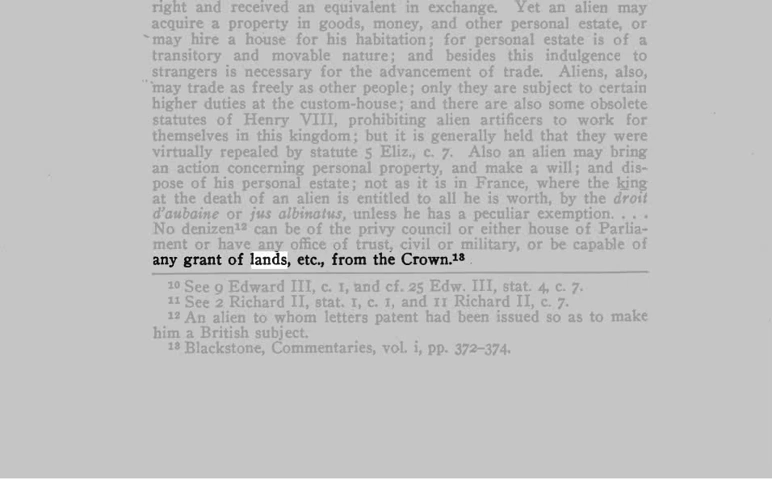 right and received an equivalent in exchange. Yet an alien may
acquire a property in goods, money, and other personal estate, or
may hire a house for his habitation; for personal estate is of a
transitory and movable nature; and besides this indulgence to
strangers is necessary for the advancement of trade. Aliens, also,
may trade as freely as other people; only they are subject to certain
higher duties at the custom-house; and there are also some obsolete
statutes of Henry VIII, prohibiting alien artificers to work for
themselves in this kingdom; but it is generally held that they were
virtually repealed by statute 5 Eliz., c. 7. Also an alien may bring
an action concerning personal property, and make a will; and dis-
pose of his personal estate; not as it is in France, where the king
at the death of an alien is entitled to all he is worth, by the droit
d'aubaine or jus albinatus, unless he has a peculiar exemption. . . .
No denizen¹² can be of the privy council or either house of Parlia-
ment or have any office of trust, civil or military, or be capable of
any grant of lands, etc., from the Crown.¹³
¹⁰ See 9 Edward III, c. 1, and cf. 25 Edw. III, stat. 4, c. 7.
¹¹ See 2 Richard II, stat. 1, c. 1, and 11 Richard II, c. 7.
¹² An alien to whom letters patent had been issued so as to make
him a British subject.
¹³ Blackstone, Commentaries, vol. i, pp. 372–374.